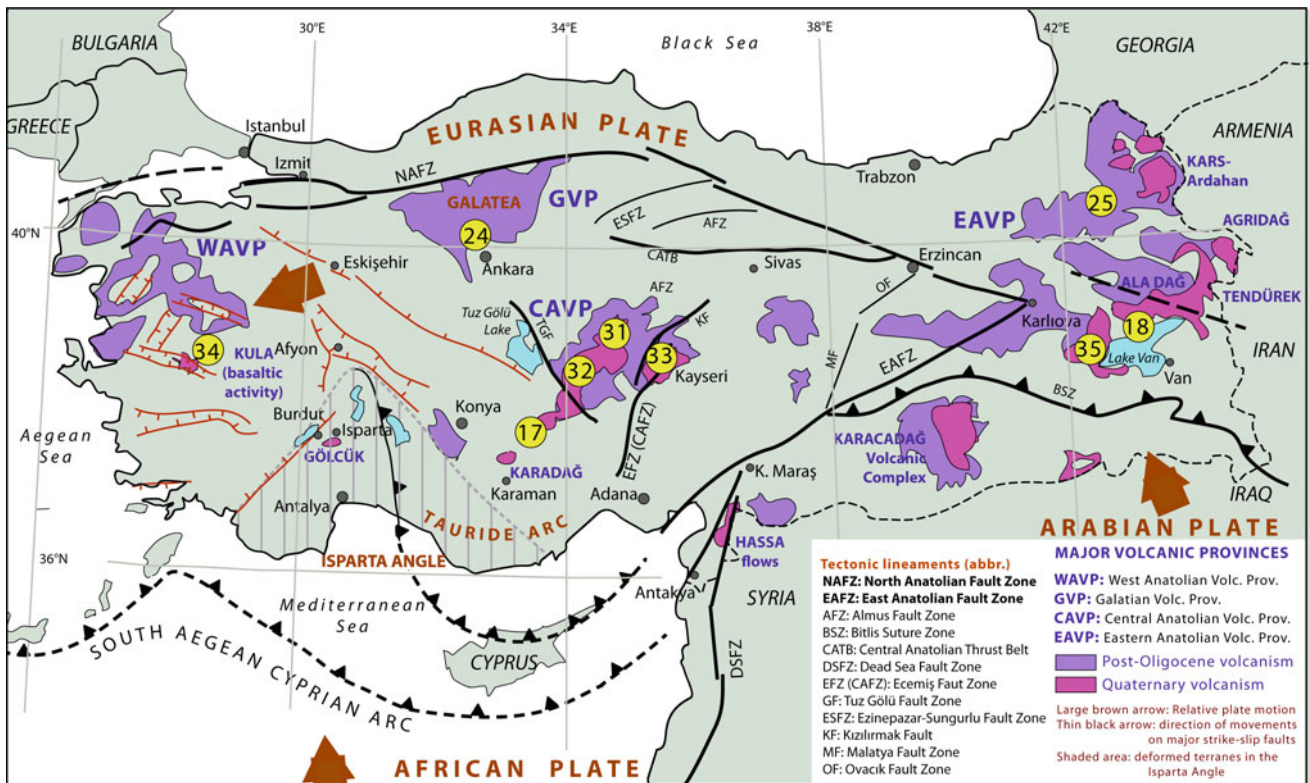 30°E
34°E
38°E
42°E
BULGARIA
Black Sea
GEORGIA
GREECE
Istanbul
EURASIAN PLATE
ARMENIA
Izmit
NAFZ
Trabzon
KARS-
Ardahan
GALATEA
GVP
ESFZ
AFZ
EAVP
25
AGRIDAĞ
40°N
WAVP
24
Ankara
CATB
Sivas
Erzincan
Eskişehir
OF
ALA DAĞ
TENDÜREK
AFZ
CAVP
Tuz Gölü
Lake
TGF
31
KF
Karlıova
18
34
Afyon
33
35
Lake Van
IRAN
KULA
(basaltic
activity)
32
Kayseri
MF
EAFZ
Van
BSZ
Burdur
Isparta
Konya
17
EFZ (CAFZ)
Aegean
Sea
GÖLCÜK
KARADAĞ
KARACADAĞ
Volcanic
Complex
K. Maraş
Antalya
Karaman
Adana
IRAQ
TAURIDE ARC
ARABIAN PLATE
36°N
ISPARTA ANGLE
HASSA
flows
Antakya
SYRIA
Mediterranean
Sea
CYPRUS
DSFZ
SOUTH AEGEAN CYPRIAN ARC
AFRICAN PLATE
Tectonic lineaments (abbr.)
NAFZ: North Anatolian Fault Zone
EAFZ: East Anatolian Fault Zone
AFZ: Almus Fault Zone
BSZ: Bitlis Suture Zone
CATB: Central Anatolian Thrust Belt
DSFZ: Dead Sea Fault Zone
EFZ (CAFZ): Ecemiş Faut Zone
GF: Tuz Gölü Fault Zone
ESFZ: Ezinepazar-Sungurlu Fault Zone
KF: Kızılırmak Fault
MF: Malatya Fault Zone
OF: Ovacık Fault Zone
MAJOR VOLCANIC PROVINCES
WAVP: West Anatolian Volc. Prov.
GVP: Galatian Volc. Prov.
CAVP: Central Anatolian Volc. Prov.
EAVP: Eastern Anatolian Volc. Prov.
Post-Oligocene volcanism
Quaternary volcanism
Large brown arrow: Relative plate motion
Thin black arrow: direction of movements
on major strike-slip faults
Shaded area: deformed terranes in the
Isparta Angle